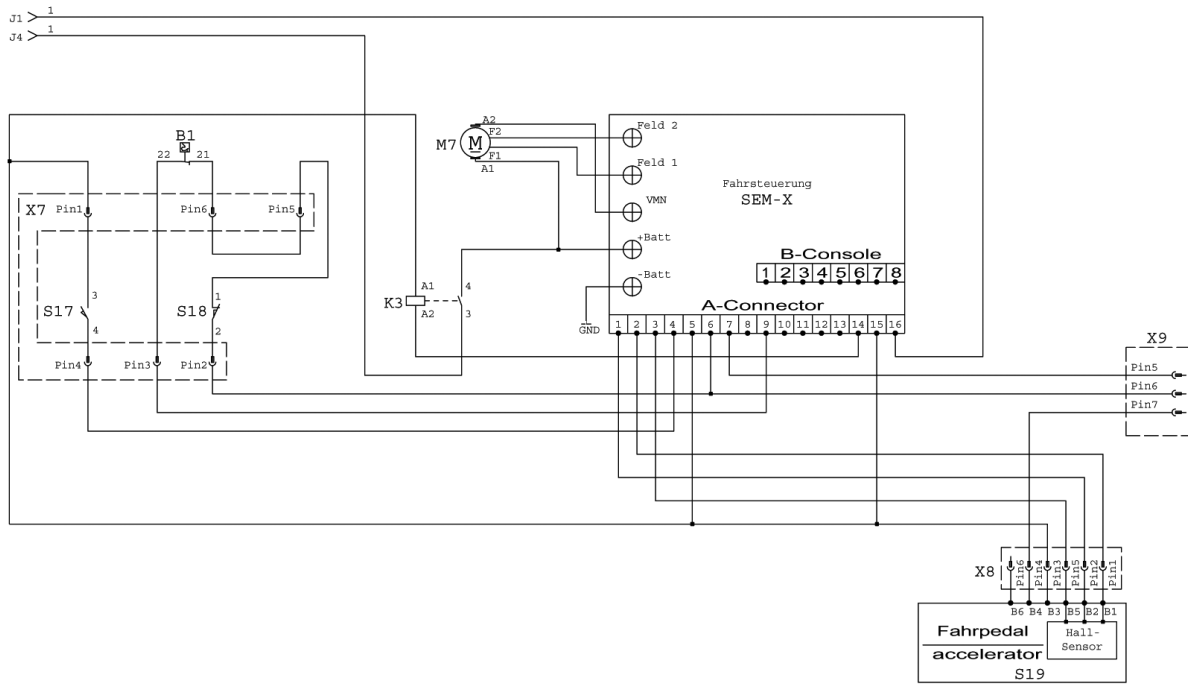 J1 1
J4 1
M7 M A2 F2 F1 A1
Feld 2
Feld 1
VMN
+Batt
-Batt
GND
Fahrsteuerung
SEM-X
B-Console
1 2 3 4 5 6 7 8
A-Connector
1 2 3 4 5 6 7 8 9 10 11 12 13 14 15 16
B1
22 21
X7 Pin1 Pin6 Pin5
3 1
S17 S18
4 2
Pin4 Pin3 Pin2
K3 A1 A2
4
3
X9
Pin5
Pin6
Pin7
X8 Pin6 Pin4 Pin3 Pin5 Pin2 Pin1
B6 B4 B3 B5 B2 B1
Fahrpedal
accelerator
Hall-
Sensor
S19